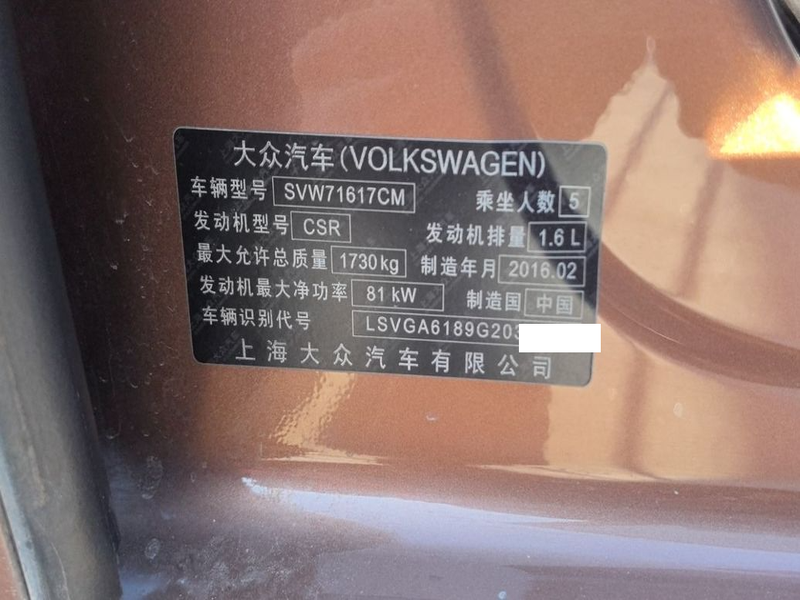 大众汽车(VOLKSWAGEN)
车辆型号 SVW71617CM 乘坐人数 5
发动机型号 CSR 发动机排量 1.6 L
最大允许总质量 1730kg 制造年月 2016.02
发动机最大净功率 81 kW 制造国 中国
车辆识别代号 LSVGA6189G203
上海大众汽车有限公司